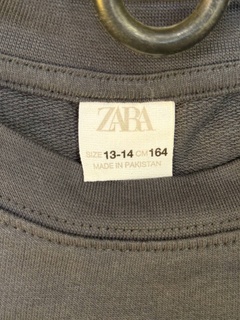 ZARA
SIZE 13-14 CM 164
MADE IN PAKISTAN